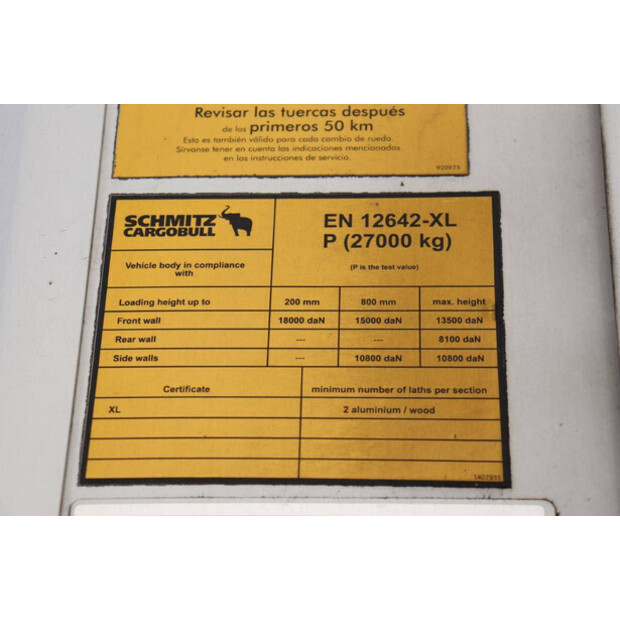 Revisar las tuercas después
de los primeros 50 km
Esto es también válido para cada cambio de rueda.
Sírvanse tener en cuenta las indicaciones mencionadas
en las instrucciones de servicio.
920975
SCHMITZ
CARGOBULL
EN 12642-XL
P (27000 kg)
Vehicle body in compliance
with
(P is the test value)
Loading height up to 200 mm 800 mm max. height
Front wall 18000 daN 15000 daN 13500 daN
Rear wall --- --- 8100 daN
Side walls --- 10800 daN 10800 daN
Certificate minimum number of laths per section
XL 2 aluminium / wood
1407911